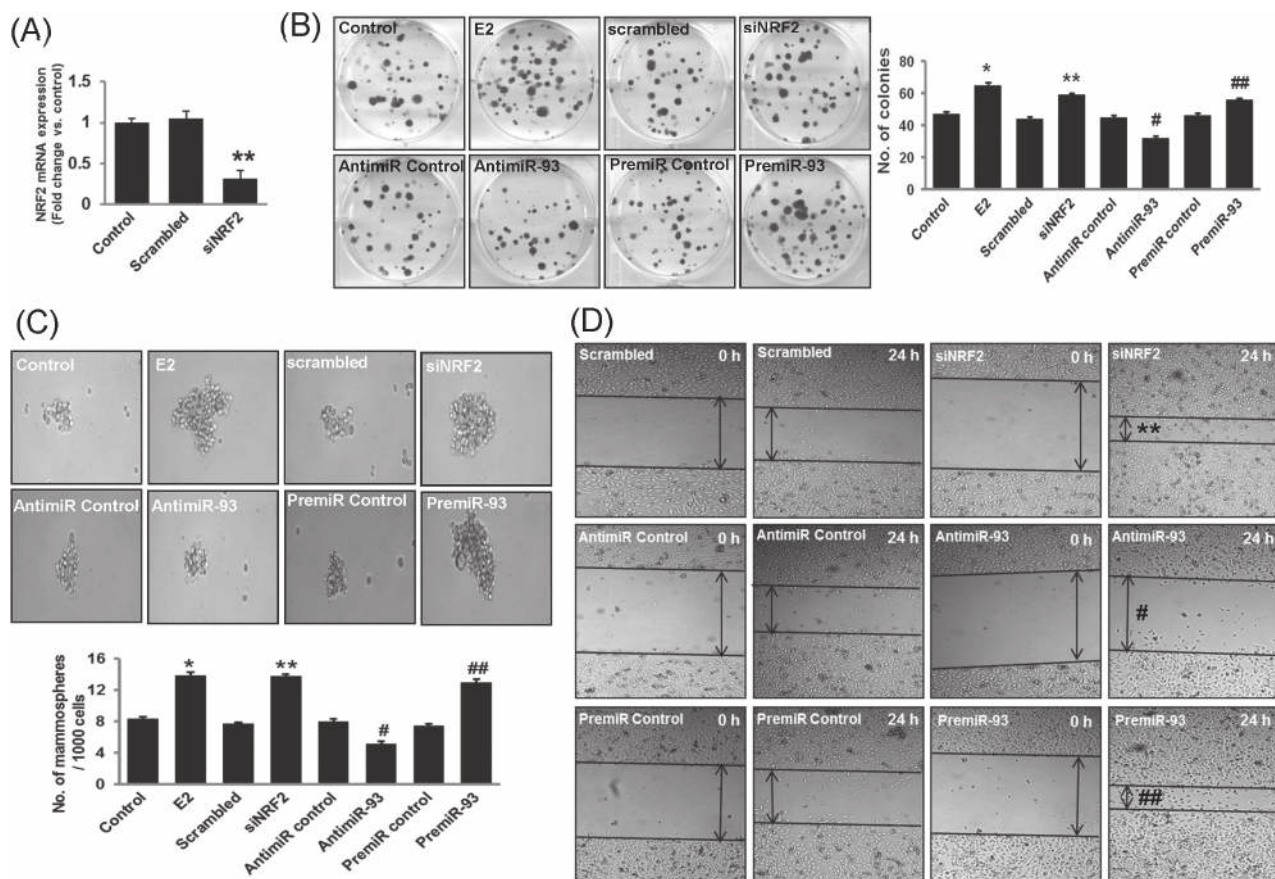 (A)
NRF2 mRNA expression
(Fold change vs. control)
1.5
1
0.5
0
**
Control
Scrambled
siNRF2
(B)
Control
E2
scrambled
siNRF2
AntimiR Control
AntimiR-93
PremiR Control
PremiR-93
No. of colonies
80
60
40
20
0
*
**
#
##
Control
E2
Scrambled
siNRF2
AntimiR control
AntimiR-93
PremiR control
PremiR-93
(C)
Control
E2
scrambled
siNRF2
AntimiR Control
AntimiR-93
PremiR Control
PremiR-93
No. of mammospheres
/ 1000 cells
16
12
8
4
0
*
**
#
##
Control
E2
Scrambled
siNRF2
AntimiR control
AntimiR-93
PremiR control
PremiR-93
(D)
Scrambled 0 h
Scrambled 24 h
siNRF2 0 h
siNRF2 24 h
**
AntimiR Control 0 h
AntimiR Control 24 h
AntimiR-93 0 h
AntimiR-93 24 h
#
PremiR Control 0 h
PremiR Control 24 h
PremiR-93 0 h
PremiR-93 24 h
##